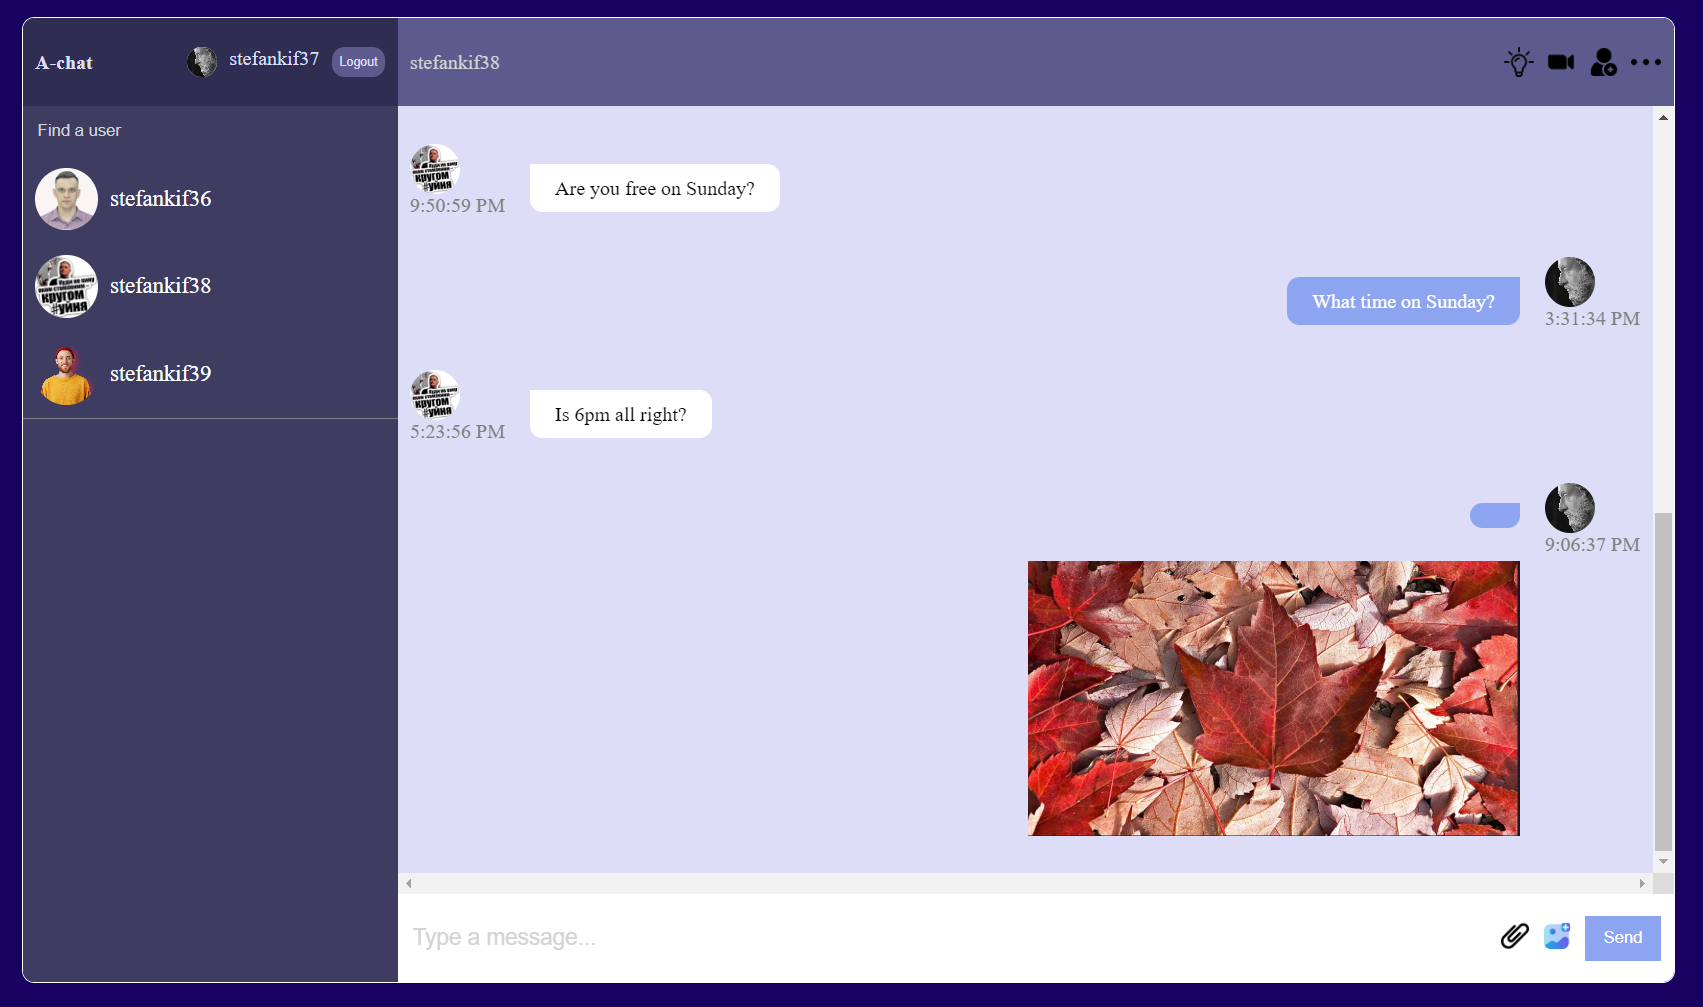 A-chat
stefankif37
Logout
stefankif38
Find a user
stefankif36
stefankif38
КРУГОМ
#УЙНЯ
stefankif39
9:50:59 PM
Are you free on Sunday?
What time on Sunday?
3:31:34 PM
5:23:56 PM
Is 6pm all right?
9:06:37 PM
Type a message...
Send